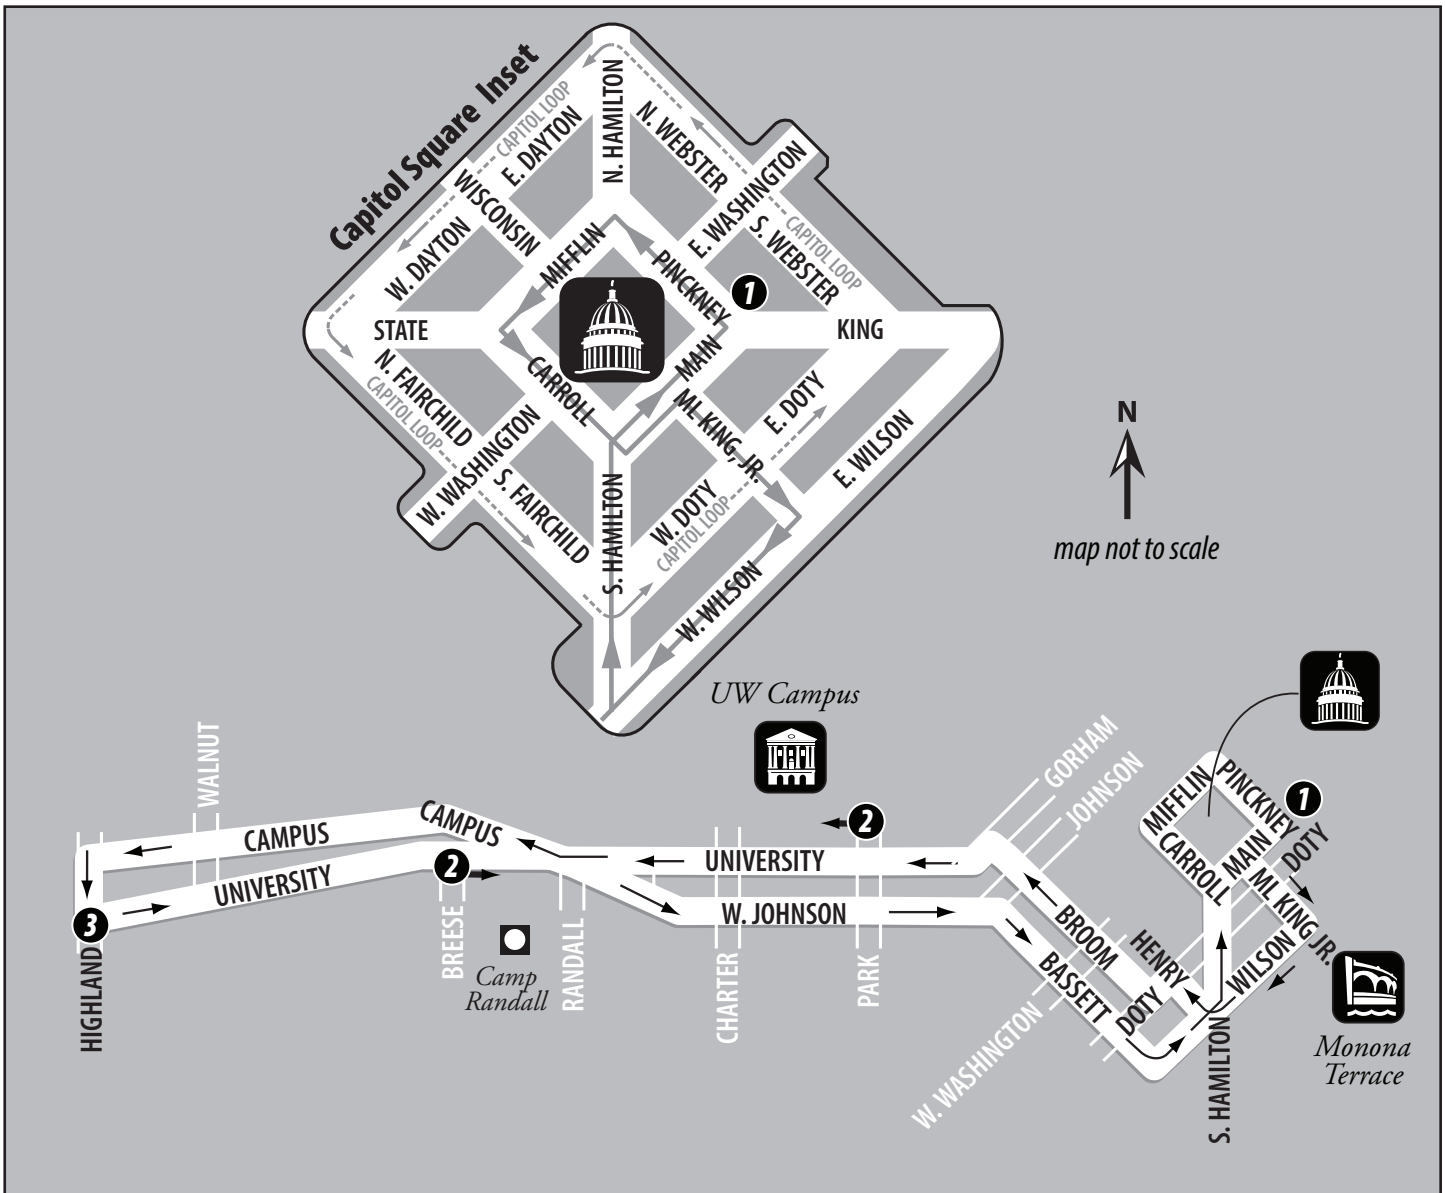 Capitol Square Inset
CAPITOL LOOP
E. DAYTON
N. HAMILTON
N. WEBSTER
E. WASHINGTON
WISCONSIN
W. DAYTON
MIFFLIN
PINCKNEY
1
S. WEBSTER
CAPITOL LOOP
STATE
KING
MAIN
CARROLL
N. FAIRCHILD
CAPITOL LOOP
W. WASHINGTON
S. FAIRCHILD
S. HAMILTON
ML KING, JR.
E. DOTY
W. DOTY
CAPITOL LOOP
E. WILSON
W. WILSON
N
map not to scale
UW Campus
WALNUT
CAMPUS
CAMPUS
UNIVERSITY
2
BREESE
3
HIGHLAND
Camp
Randall
RANDALL
UNIVERSITY
2
W. JOHNSON
CHARTER
PARK
GORHAM
JOHNSON
BROOM
BASSETT
HENRY
DOTY
W. WASHINGTON
MIFFLIN
PINCKNEY
1
CARROLL
MAIN
DOTY
ML KING JR.
WILSON
S. HAMILTON
Monona
Terrace